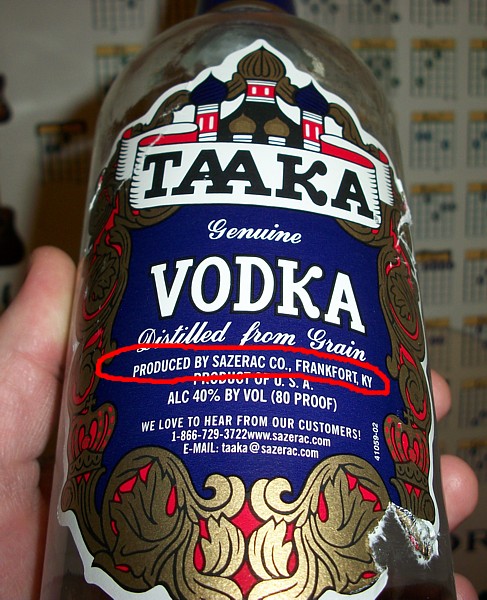 TAAKA
Genuine
VODKA
Distilled from Grain
PRODUCED BY SAZERAC CO., FRANKFORT, KY
PRODUCT OF U.S.A.
ALC 40% BY VOL (80 PROOF)
WE LOVE TO HEAR FROM OUR CUSTOMERS!
1-866-729-3722www.sazerac.com
E-MAIL: taaka@sazerac.com
41059-02